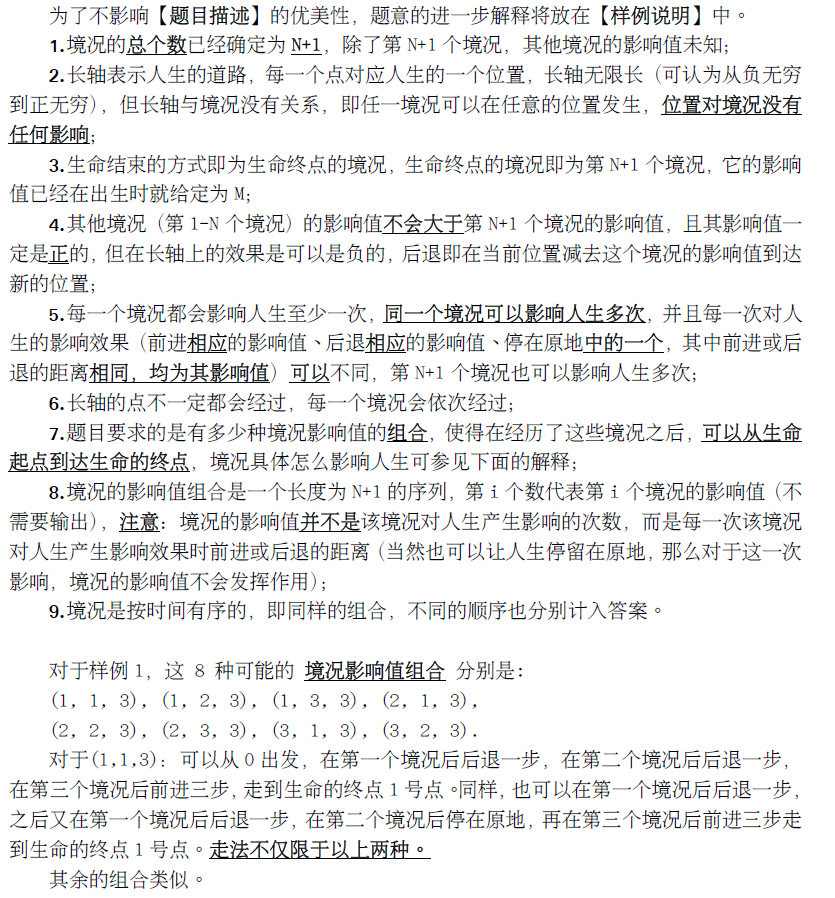 为了不影响【题目描述】的优美性，题意的进一步解释将放在【样例说明】中。
1.境况的总个数已经确定为 N+1，除了第 N+1 个境况，其他境况的影响值未知；
2.长轴表示人生的道路，每一个点对应人生的一个位置，长轴无限长（可认为从负无穷
到正无穷），但长轴与境况没有关系，即任一境况可以在任意的位置发生，位置对境况没有
任何影响；
3.生命结束的方式即为生命终点的境况，生命终点的境况即为第 N+1 个境况，它的影响
值已经在出生时就给定为 M；
4.其他境况（第 1-N 个境况）的影响值不会大于第 N+1 个境况的影响值，且其影响值一
定是正的，但在长轴上的效果是可以是负的，后退即在当前位置减去这个境况的影响值到达
新的位置；
5.每一个境况都会影响人生至少一次，同一个境况可以影响人生多次，并且每一次对人
生的影响效果（前进相应的影响值、后退相应的影响值、停在原地中的一个，其中前进或后
退的距离相同，均为其影响值）可以不同，第 N+1 个境况也可以影响人生多次；
6.长轴的点不一定都会经过，每一个境况会依次经过；
7.题目要求的是有多少种境况影响值的组合，使得在经历了这些境况之后，可以从生命
起点到达生命的终点，境况具体怎么影响人生可参见下面的解释；
8.境况的影响值组合是一个长度为 N+1 的序列，第 i 个数代表第 i 个境况的影响值（不
需要输出），注意：境况的影响值并不是该境况对人生产生影响的次数，而是每一次该境况
对人生产生影响效果时前进或后退的距离（当然也可以让人生停留在原地，那么对于这一次
影响，境况的影响值不会发挥作用）；
9.境况是按时间有序的，即同样的组合，不同的顺序也分别计入答案。
对于样例 1，这 8 种可能的 境况影响值组合 分别是：
(1, 1, 3), (1, 2, 3), (1, 3, 3), (2, 1, 3),
(2, 2, 3), (2, 3, 3), (3, 1, 3), (3, 2, 3).
对于(1,1,3)：可以从 0 出发，在第一个境况后后退一步，在第二个境况后后退一步，
在第三个境况后前进三步，走到生命的终点 1 号点。同样，也可以在第一个境况后后退一步，
之后又在第一个境况后后退一步，在第二个境况后停在原地，再在第三个境况后前进三步走
到生命的终点 1 号点。走法不仅限于以上两种。
其余的组合类似。